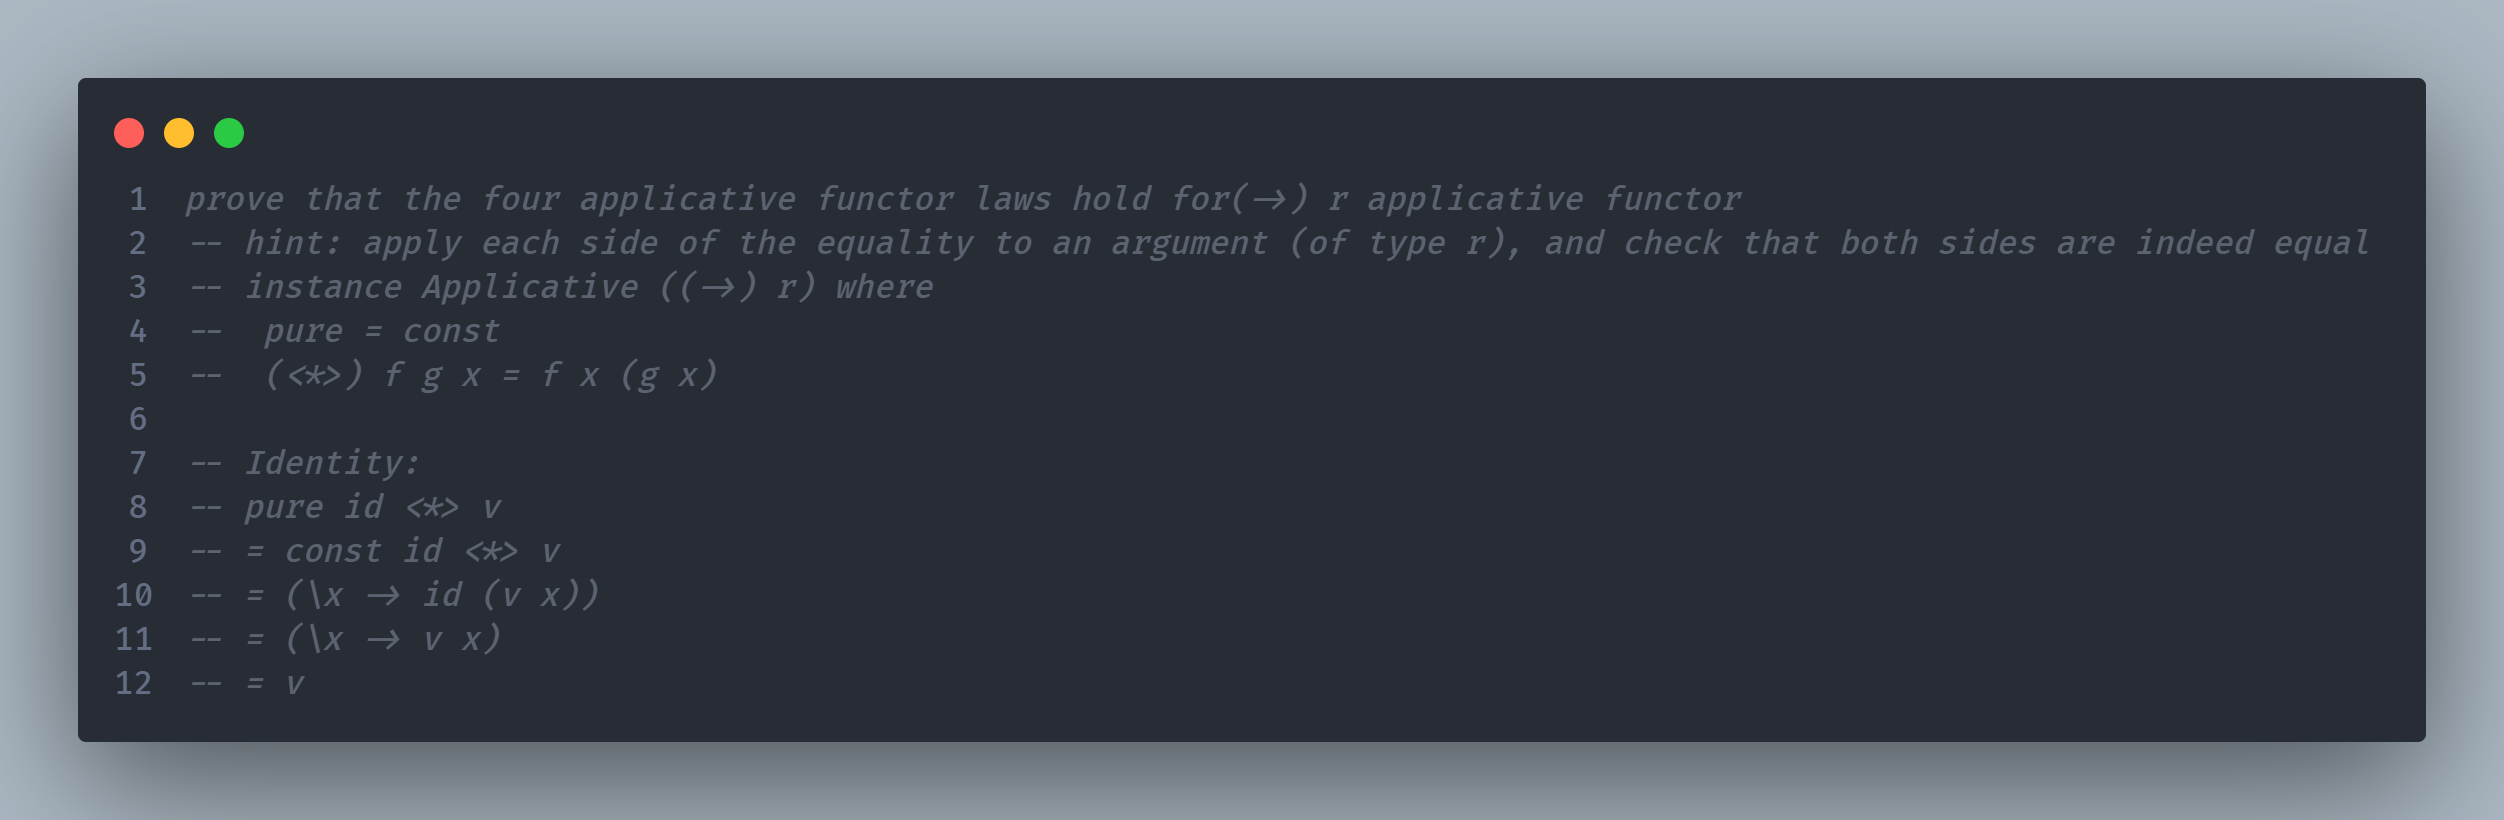 1 prove that the four applicative functor laws hold for(->) r applicative functor
2 -- hint: apply each side of the equality to an argument (of type r), and check that both sides are indeed equal
3 -- instance Applicative ((->) r) where
4 --  pure = const
5 --  (<*>) f g x = f x (g x)
6
7 -- Identity:
8 -- pure id <*> v
9 -- = const id <*> v
10 -- = (\x -> id (v x))
11 -- = (\x -> v x)
12 -- = v